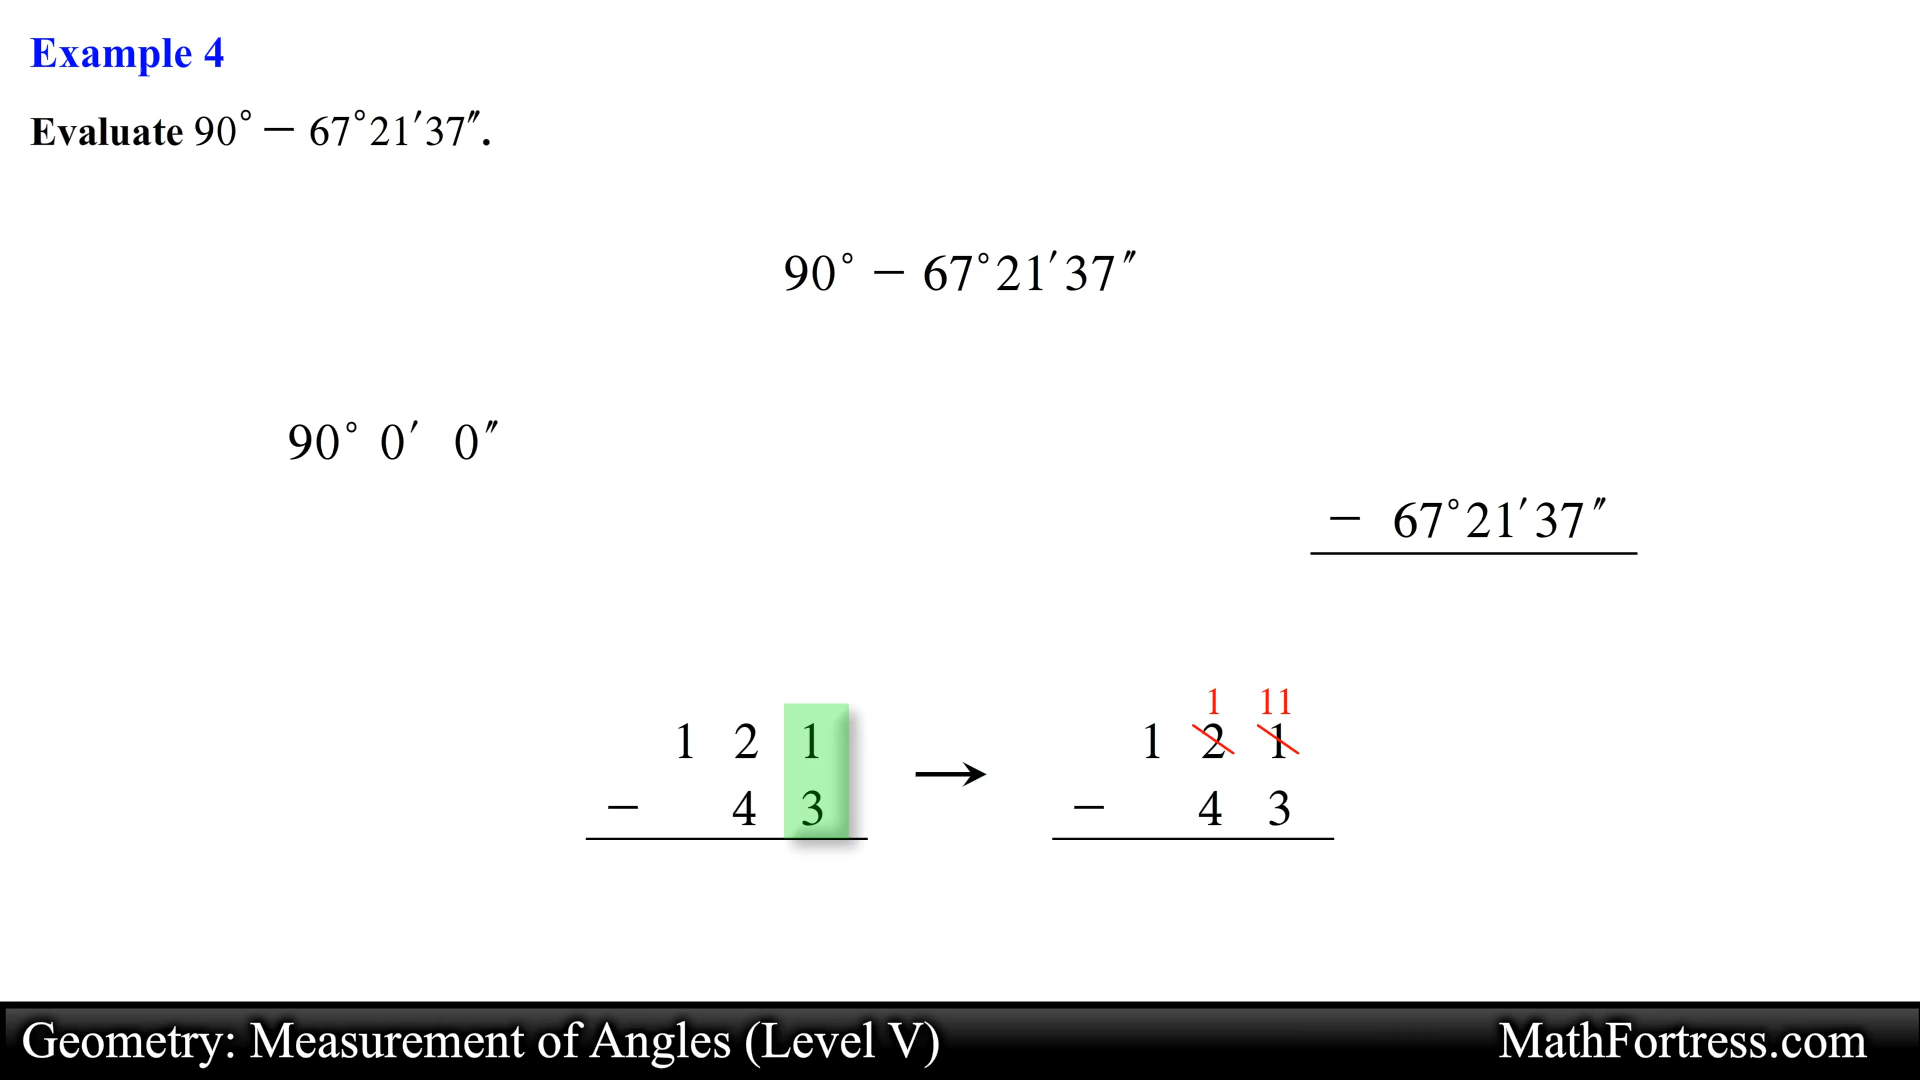 Example 4
Evaluate 90° − 67°21′37″.
90° − 67°21′37″
90° 0′ 0″
− 67°21′37″
1 11
1 2 1 → 1 2 1
− 4 3 − 4 3
Geometry: Measurement of Angles (Level V) MathFortress.com